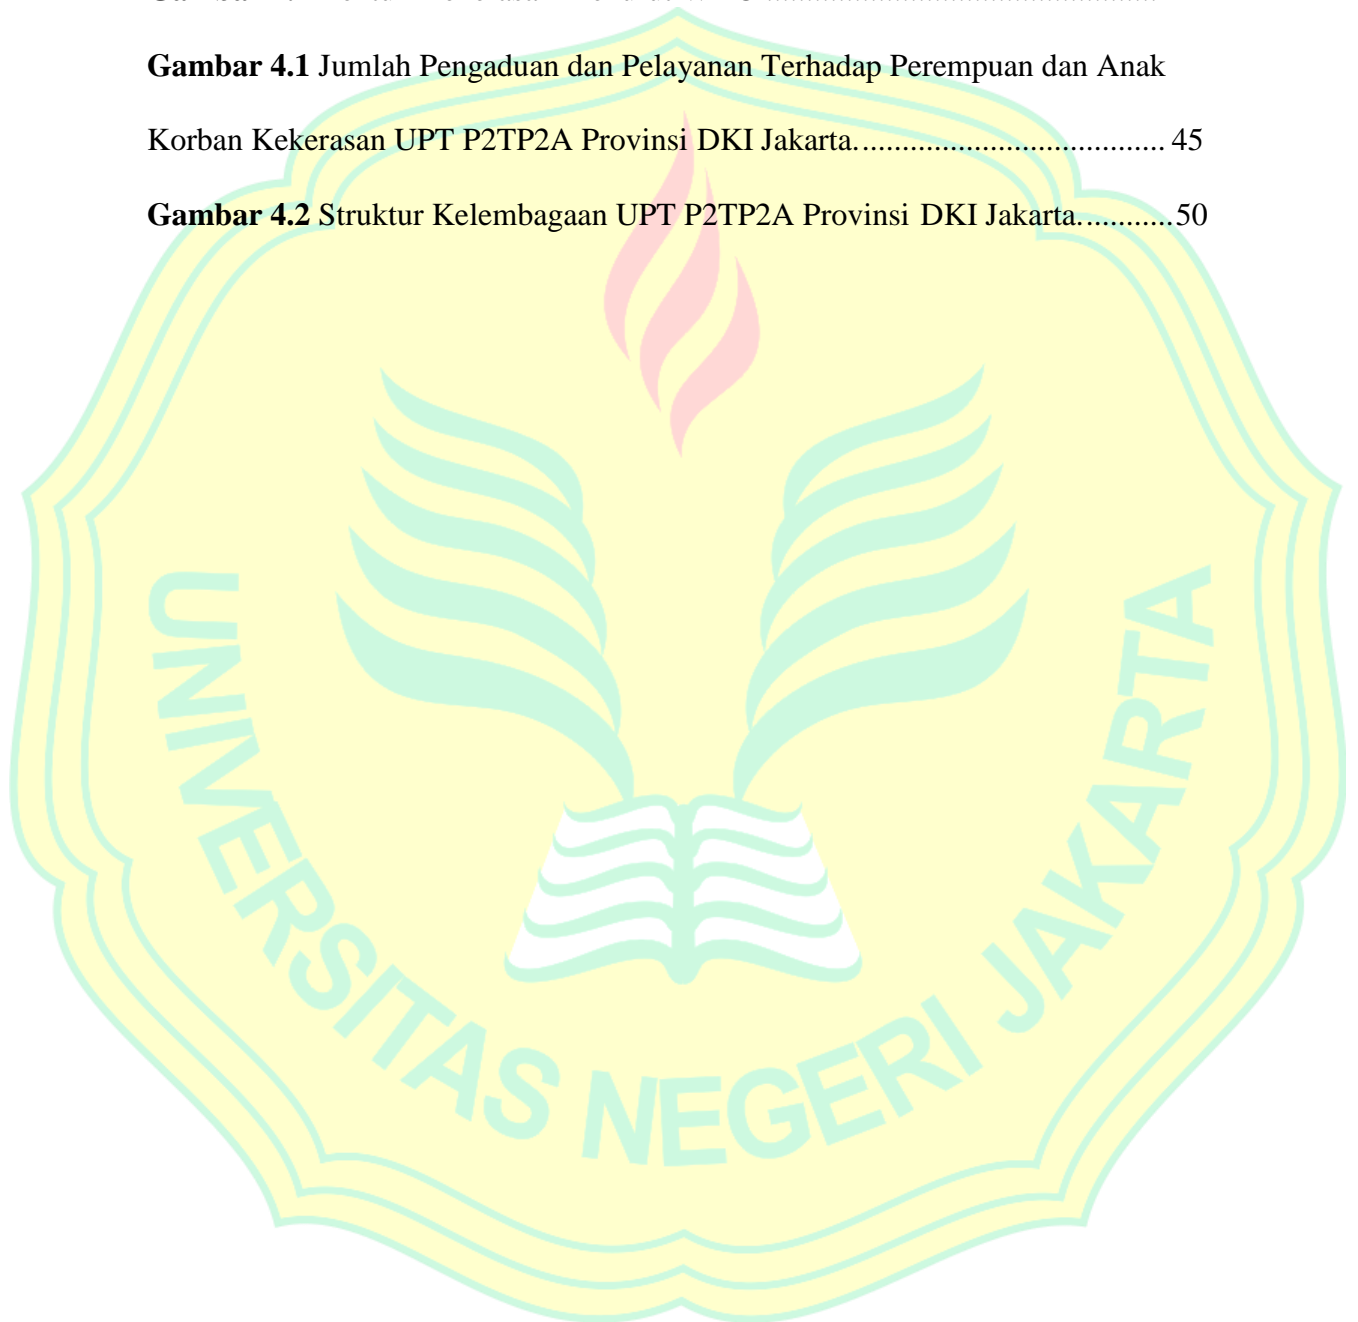 Gambar 4.1 Jumlah Pengaduan dan Pelayanan Terhadap Perempuan dan Anak
Korban Kekerasan UPT P2TP2A Provinsi DKI Jakarta................................... 45
Gambar 4.2 Struktur Kelembagaan UPT P2TP2A Provinsi DKI Jakarta............50
UNIVERSITAS NEGERI JAKARTA